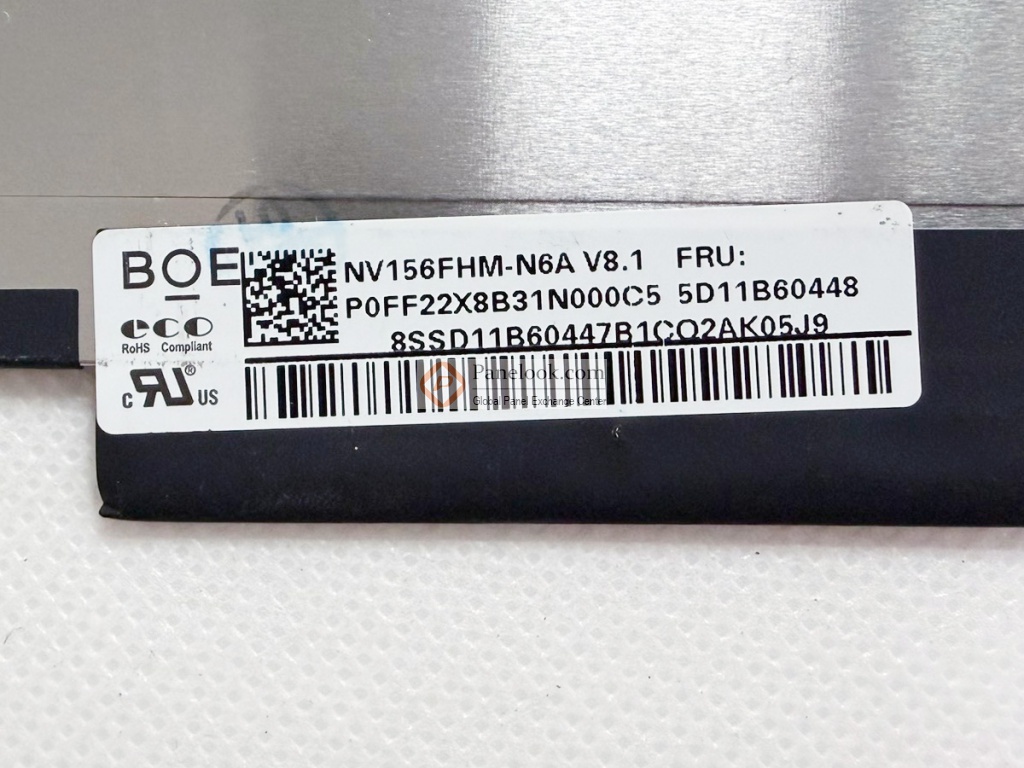 BOE
NV156FHM-N6A V8.1 FRU:
P0FF22X8B31N000C5 5D11B60448
8SSD11B60447B1CO2AK05J9
eco
RoHS Compliant
c RU ® US
Panelook.com
Global Panel Exchange Center